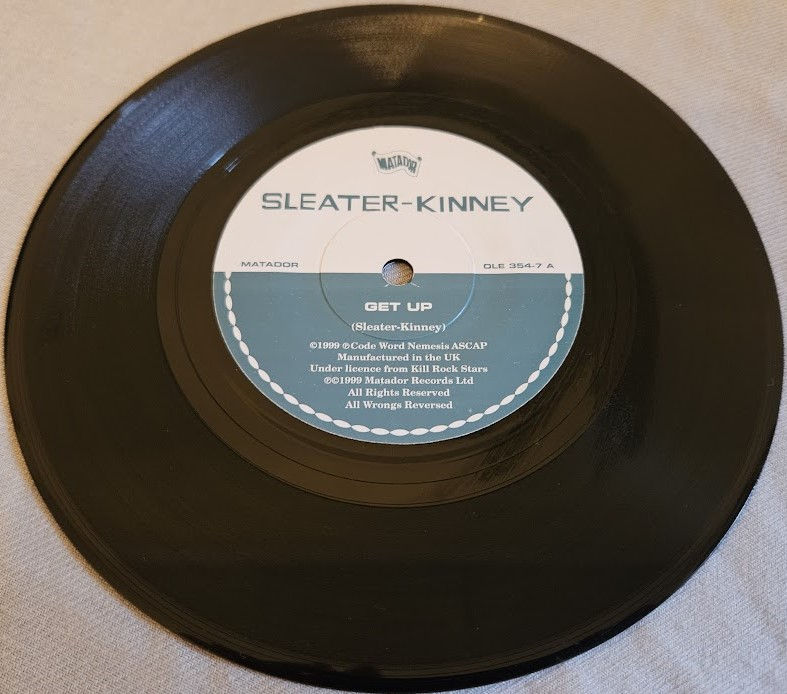 MATADOR
SLEATER-KINNEY
MATADOR OLE 354-7 A
GET UP
(Sleater-Kinney)
©1999 ℗Code Word Nemesis ASCAP
Manufactured in the UK
Under licence from Kill Rock Stars
℗©1999 Matador Records Ltd
All Rights Reserved
All Wrongs Reversed